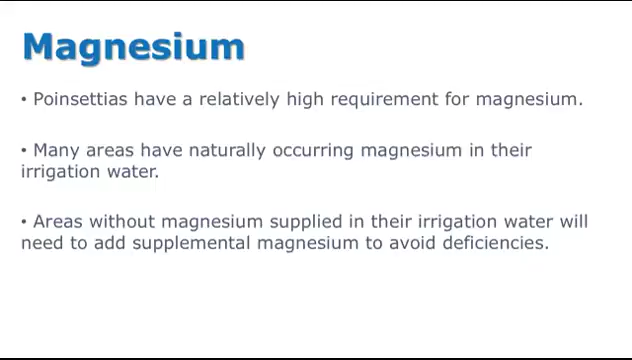 Magnesium
• Poinsettias have a relatively high requirement for magnesium.
• Many areas have naturally occurring magnesium in their
irrigation water.
• Areas without magnesium supplied in their irrigation water will
need to add supplemental magnesium to avoid deficiencies.